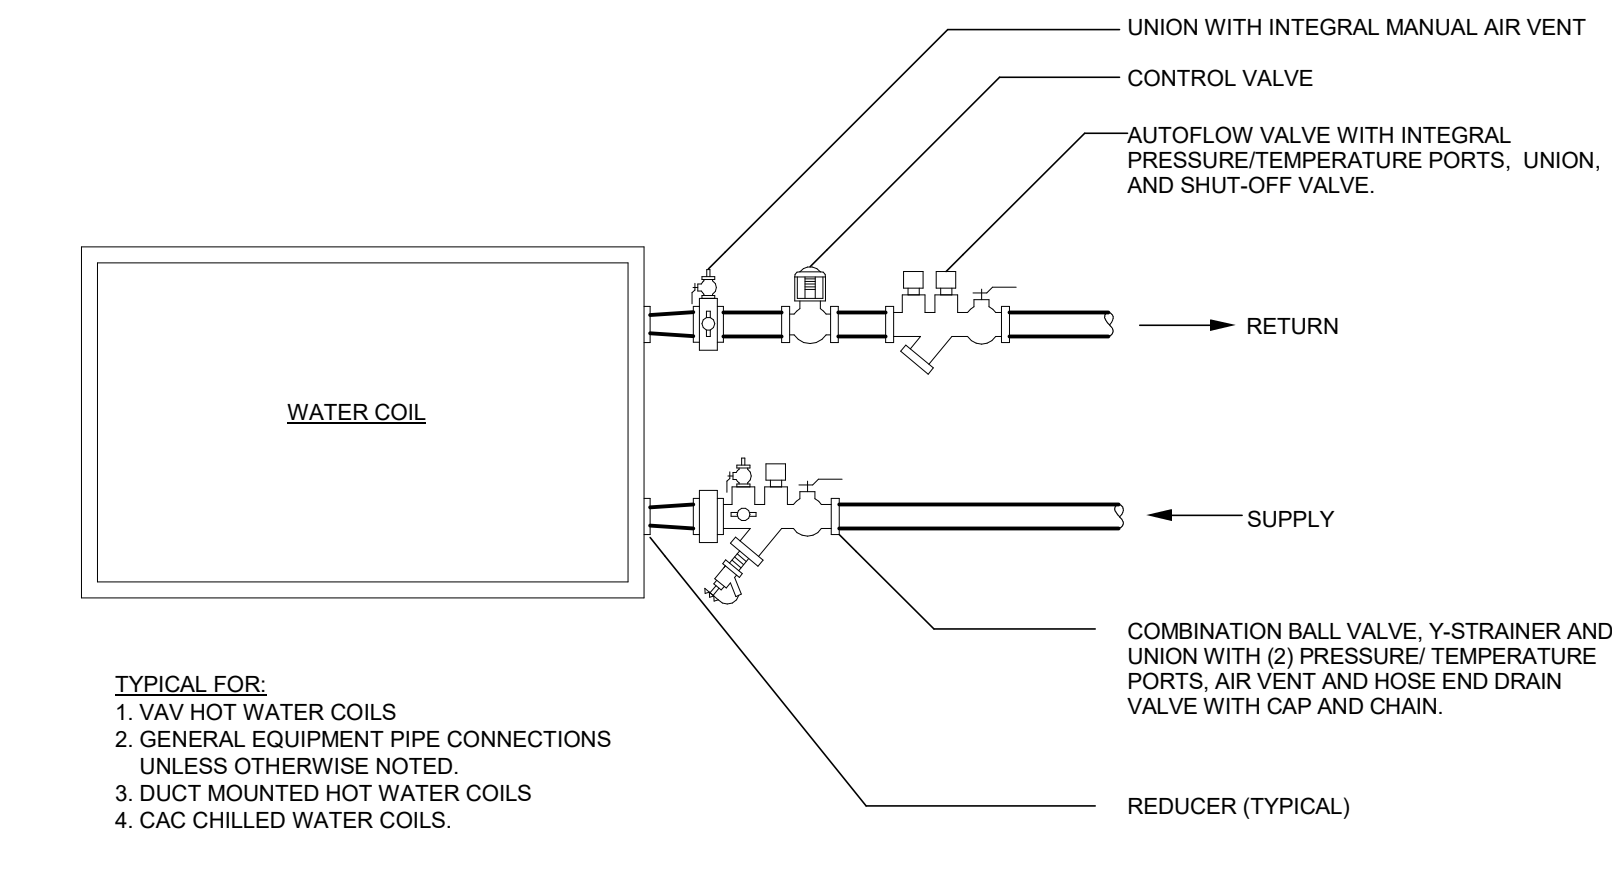 UNION WITH INTEGRAL MANUAL AIR VENT
CONTROL VALVE
AUTOFLOW VALVE WITH INTEGRAL
PRESSURE/TEMPERATURE PORTS, UNION,
AND SHUT-OFF VALVE.
RETURN
WATER COIL
SUPPLY
COMBINATION BALL VALVE, Y-STRAINER AND
UNION WITH (2) PRESSURE/ TEMPERATURE
PORTS, AIR VENT AND HOSE END DRAIN
VALVE WITH CAP AND CHAIN.
TYPICAL FOR:
1. VAV HOT WATER COILS
2. GENERAL EQUIPMENT PIPE CONNECTIONS
UNLESS OTHERWISE NOTED.
3. DUCT MOUNTED HOT WATER COILS
4. CAC CHILLED WATER COILS.
REDUCER (TYPICAL)